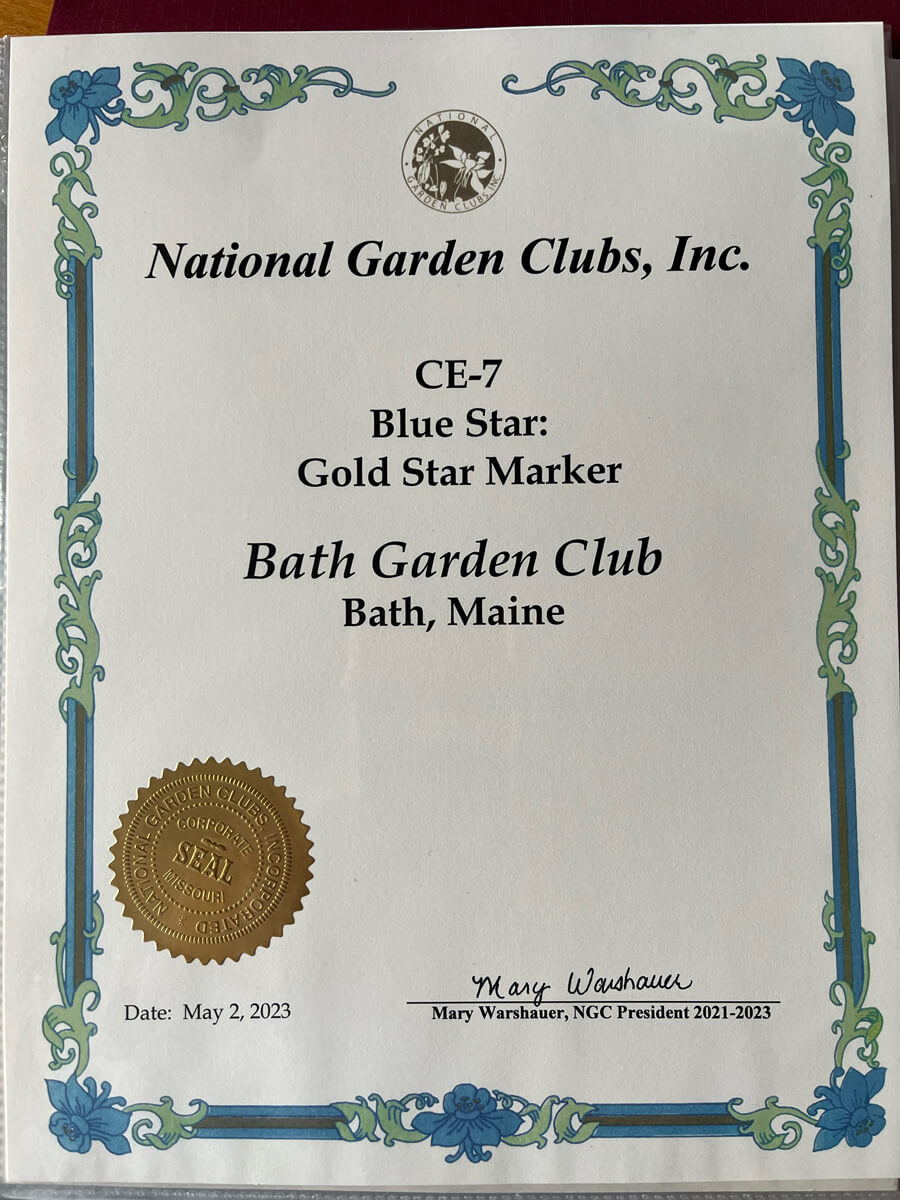 NATIONAL
GARDEN CLUBS, INC.
National Garden Clubs, Inc.
CE-7
Blue Star:
Gold Star Marker
Bath Garden Club
Bath, Maine
NATIONAL GARDEN CLUBS, INCORPORATED
CORPORATE
SEAL
MISSOURI
Mary Warshauer
Date: May 2, 2023
Mary Warshauer, NGC President 2021-2023